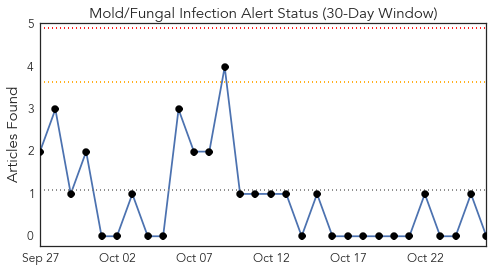 Mold/Fungal Infection Alert Status (30-Day Window)
Articles Found
5
4
3
2
1
0
Sep 27 Oct 02 Oct 07 Oct 12 Oct 17 Oct 22